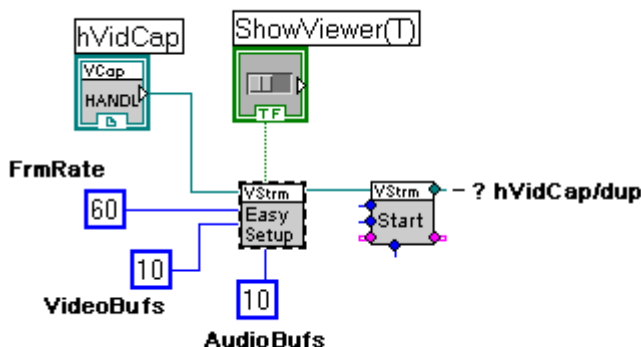 hVidCap
ShowViewer(T)
VCap
HANDL
TF
FrmRate
60
VStrm
Easy
Setup
VStrm
Start
? hVidCap/dup
10
VideoBufs
10
AudioBufs